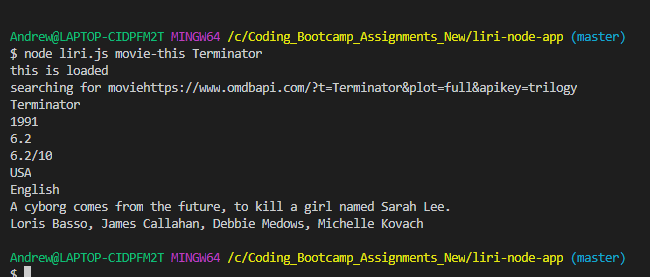 Andrew@LAPTOP-CIDPFM2T MINGW64 /c/Coding_Bootcamp_Assignments_New/liri-node-app (master)
$ node liri.js movie-this Terminator
this is loaded
searching for moviehttps://www.omdbapi.com/?t=Terminator&plot=full&apikey=trilogy
Terminator
1991
6.2
6.2/10
USA
English
A cyborg comes from the future, to kill a girl named Sarah Lee.
Loris Basso, James Callahan, Debbie Medows, Michelle Kovach
Andrew@LAPTOP-CIDPFM2T MINGW64 /c/Coding_Bootcamp_Assignments_New/liri-node-app (master)
$